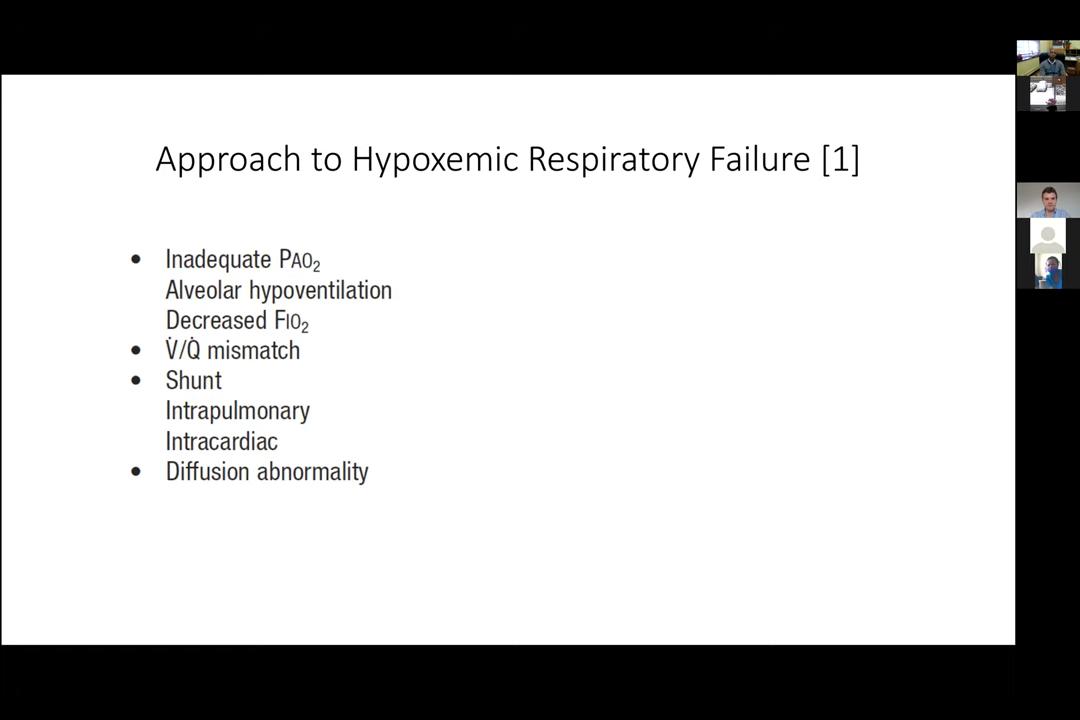 Approach to Hypoxemic Respiratory Failure [1]
• Inadequate PAO₂
Alveolar hypoventilation
Decreased FIO₂
• V̇/Q̇ mismatch
• Shunt
Intrapulmonary
Intracardiac
• Diffusion abnormality